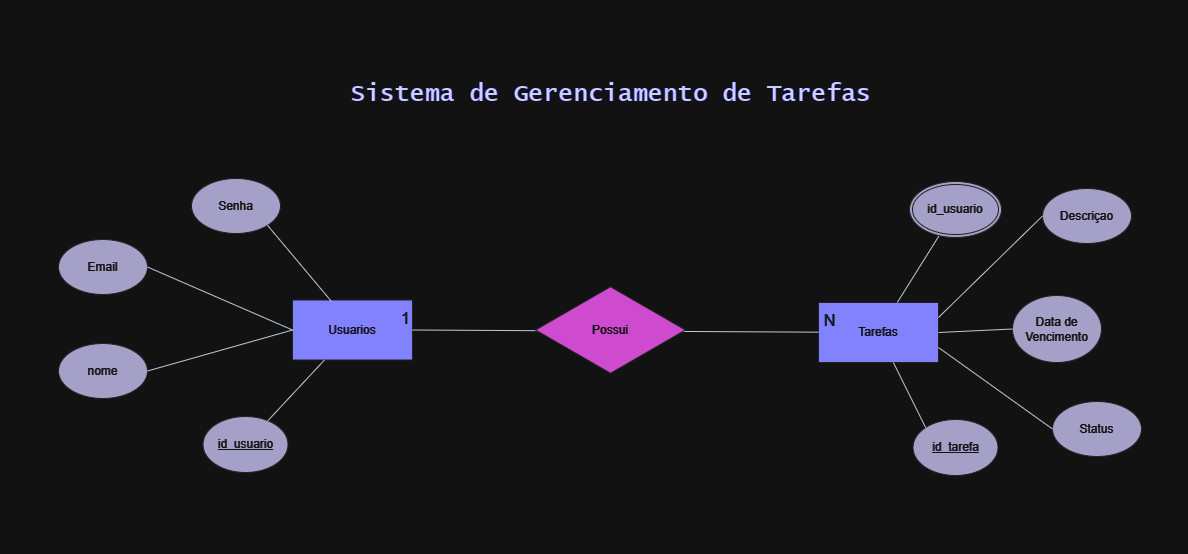 Sistema de Gerenciamento de Tarefas
Senha
id_usuario
Descriçao
Email
Usuarios
1
Possui
N
Tarefas
Data de
Vencimento
nome
id_usuario
id_tarefa
Status